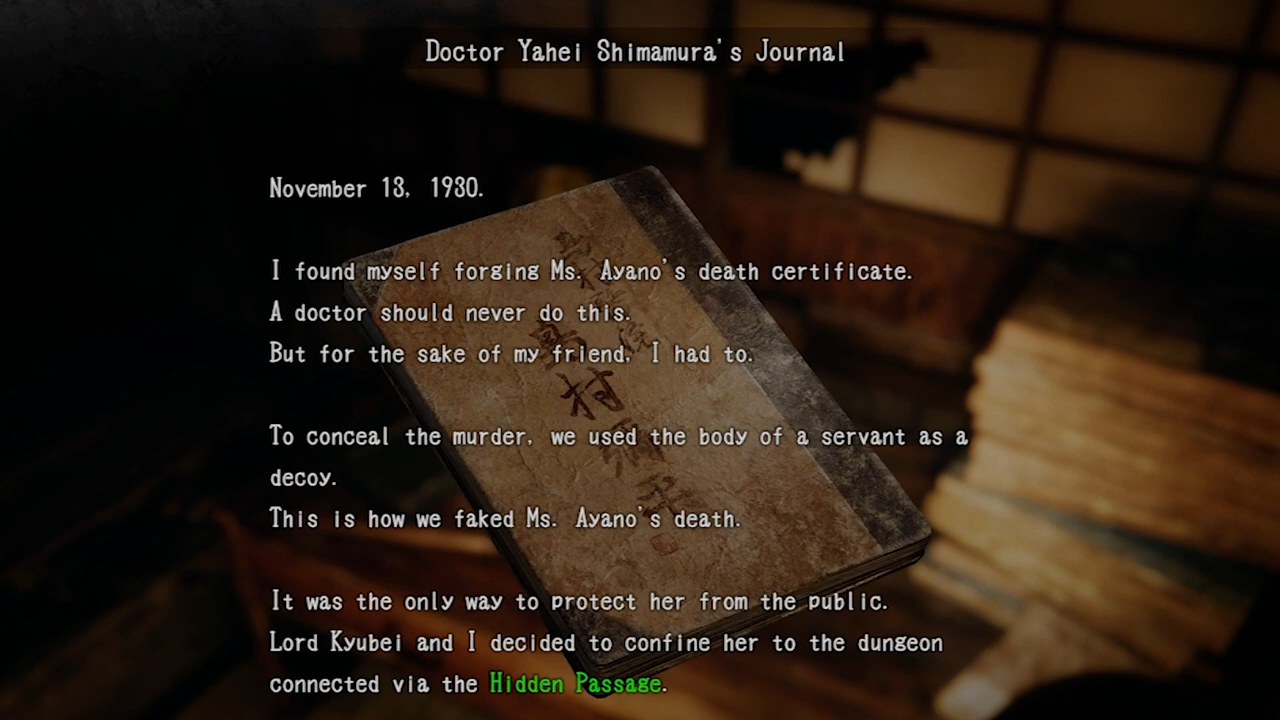 Doctor Yahei Shimamura's Journal
November 13, 1930.
I found myself forging Ms. Ayano's death certificate.
A doctor should never do this.
But for the sake of my friend, I had to.
To conceal the murder, we used the body of a servant as a
decoy.
This is how we faked Ms. Ayano's death.
It was the only way to protect her from the public.
Lord Kyubei and I decided to confine her to the dungeon
connected via the Hidden Passage.
村